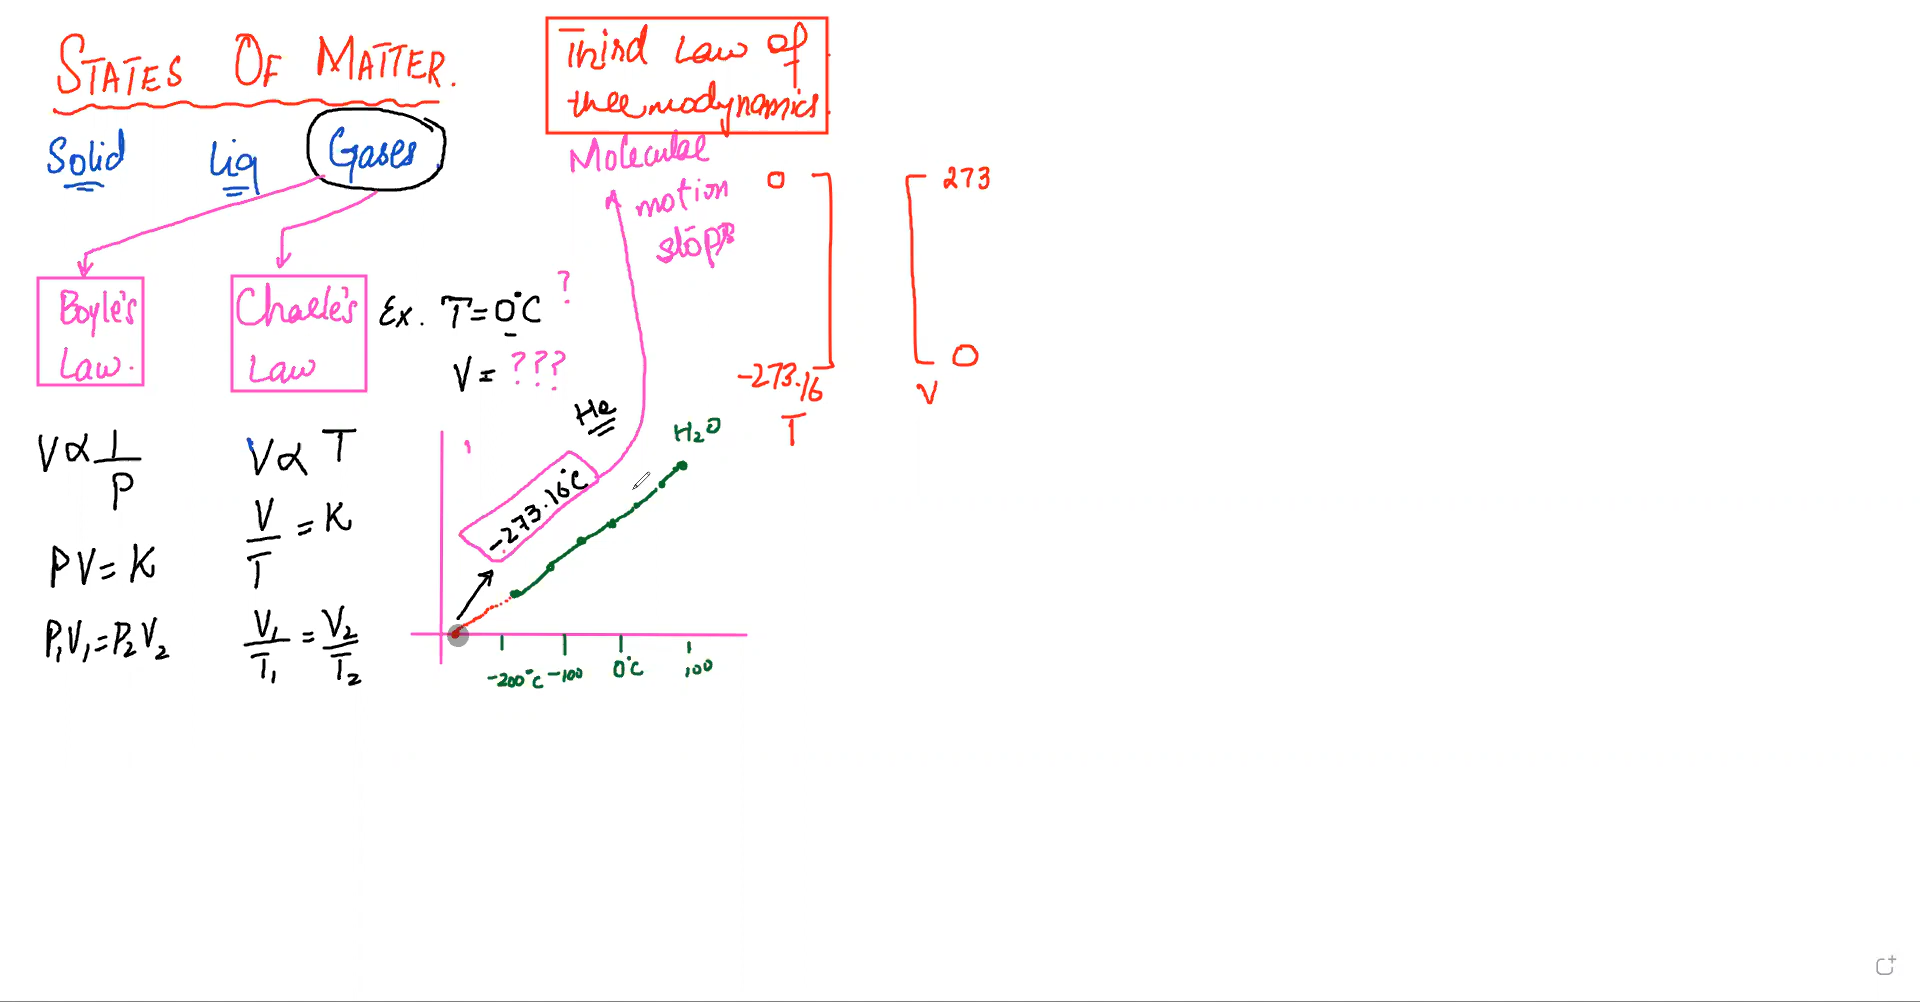 STATES OF MATTER.
Solid Liq Gases
Third Law of
thermodynamics
Molecular
motion
stops
0
-273.16
T
273
0
V
Boyle's
Law.
Charle's
Law
Ex. T=0°C ?
V= ???
V∝1/P
PV=K
P₁V₁=P₂V₂
V∝T
V/T=K
V₁/T₁=V₂/T₂
He
H₂O
-273.16°C
-200°C -100 0°C 100